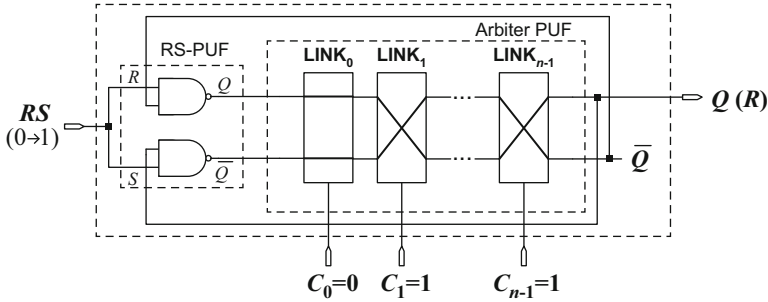 Arbiter PUF
RS-PUF
LINK0 LINK1 LINKn-1
R Q
RS
(0→1)
Q (R)
... ...
Q̅
S Q̅
C0=0 C1=1 Cn-1=1